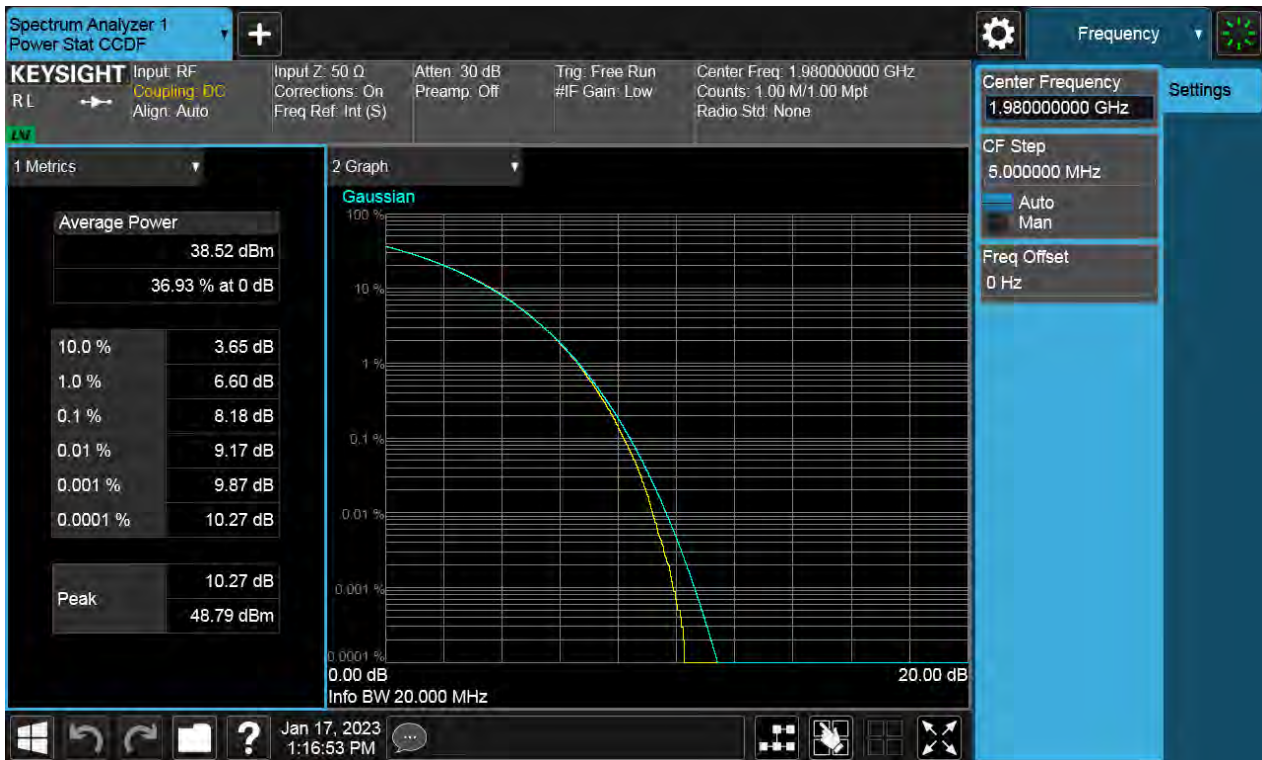 Spectrum Analyzer 1
Power Stat CCDF
+
Frequency
KEYSIGHT
RL
Input: RF
Coupling: DC
Align: Auto
Input Z: 50 Ω
Corrections: On
Freq Ref: Int (S)
Atten: 30 dB
Preamp: Off
Trig: Free Run
#IF Gain: Low
Center Freq: 1.980000000 GHz
Counts: 1.00 M/1.00 Mpt
Radio Std: None
Center Frequency
1.980000000 GHz
Settings
CF Step
5.000000 MHz
Auto
Man
Freq Offset
0 Hz
1 Metrics
Average Power
38.52 dBm
36.93 % at 0 dB
10.0 % 3.65 dB
1.0 % 6.60 dB
0.1 % 8.18 dB
0.01 % 9.17 dB
0.001 % 9.87 dB
0.0001 % 10.27 dB
Peak
10.27 dB
48.79 dBm
2 Graph
Gaussian
100 %
10 %
1 %
0.1 %
0.01 %
0.001 %
0.0001 %
0.00 dB 20.00 dB
Info BW 20.000 MHz
?
Jan 17, 2023
1:16:53 PM